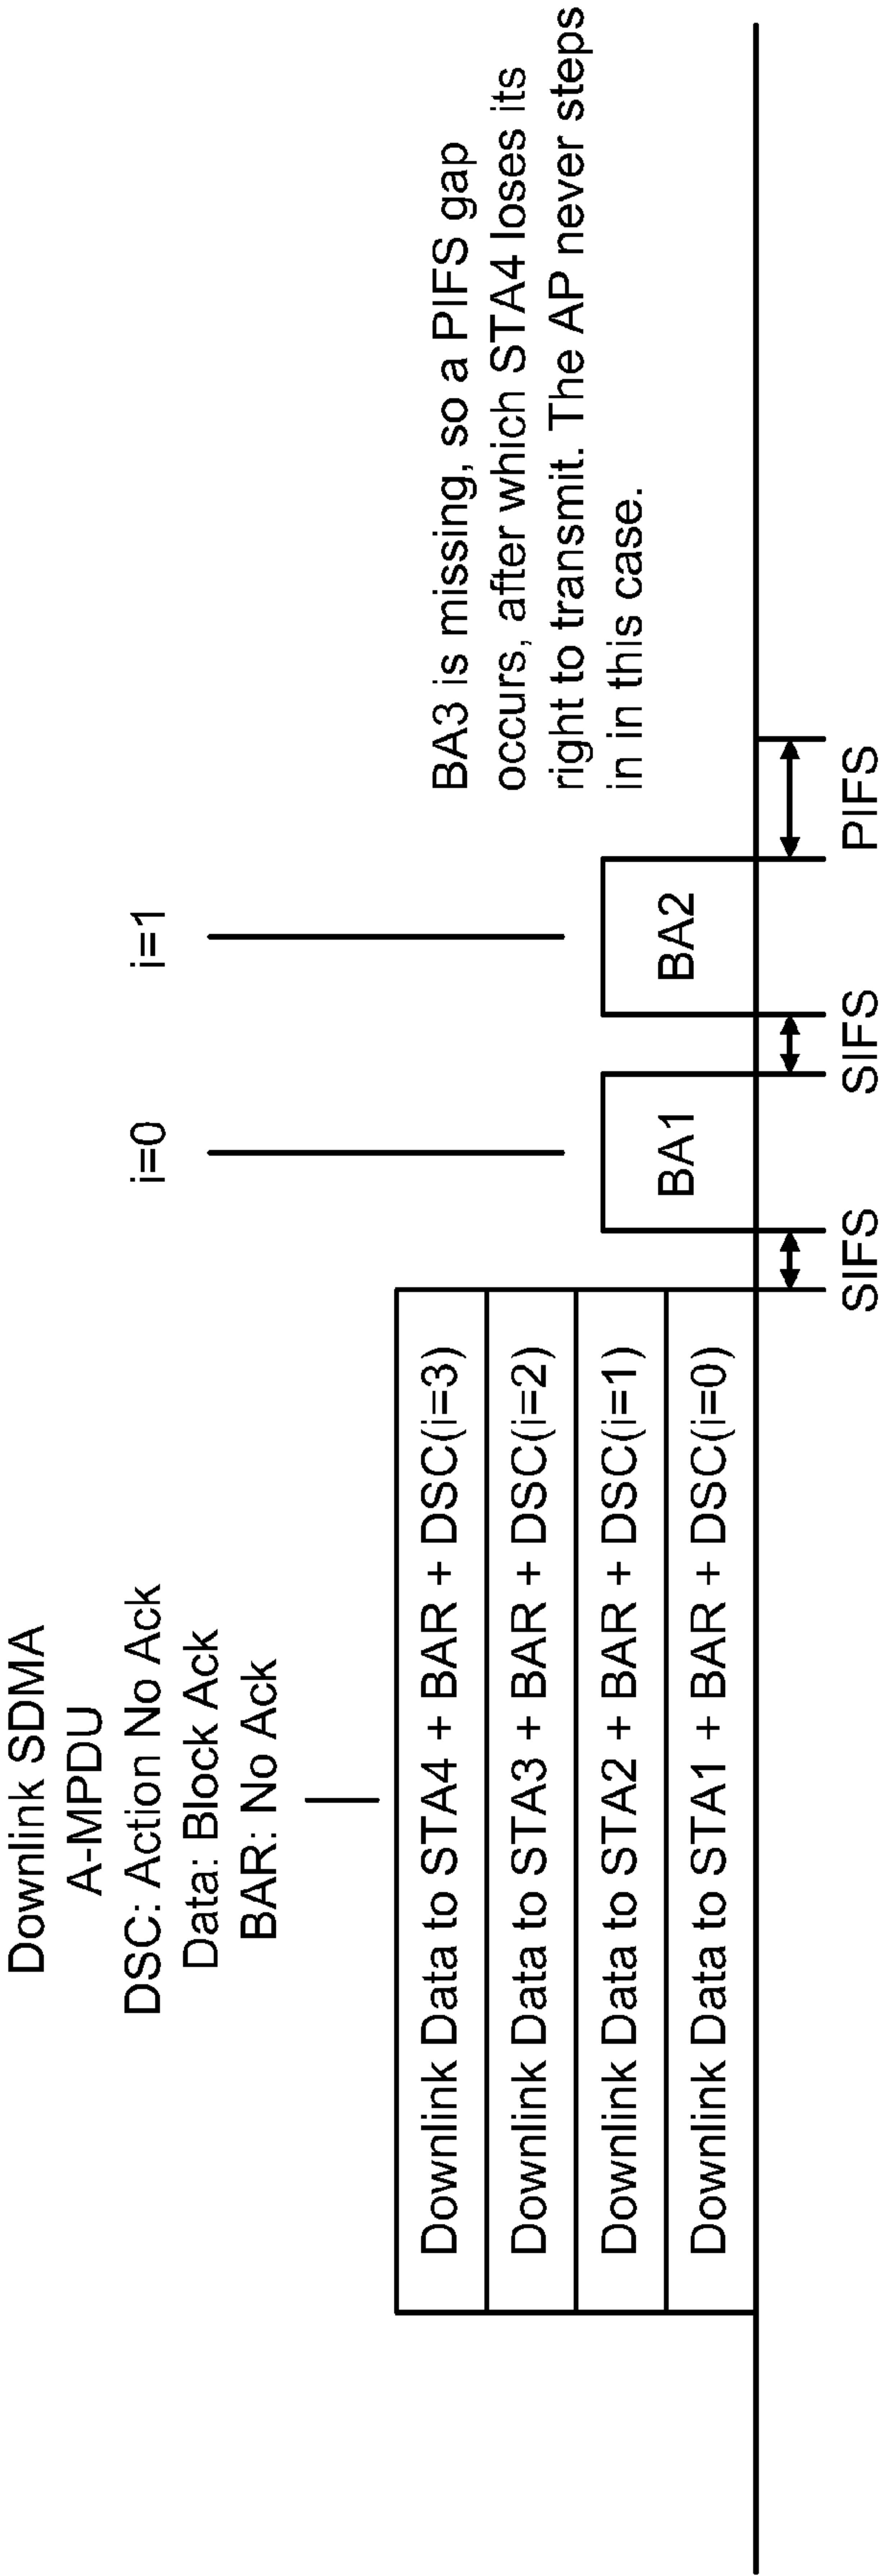 Downlink SDMA
A-MPDU
DSC: Action No Ack
Data: Block Ack
BAR: No Ack
i=0
i=1
BA3 is missing, so a PIFS gap
occurs, after which STA4 loses its
right to transmit. The AP never steps
in in this case.
Downlink Data to STA4 + BAR + DSC(i=3)
Downlink Data to STA3 + BAR + DSC(i=2)
Downlink Data to STA2 + BAR + DSC(i=1)
Downlink Data to STA1 + BAR + DSC(i=0)
BA1
BA2
SIFS
SIFS
PIFS